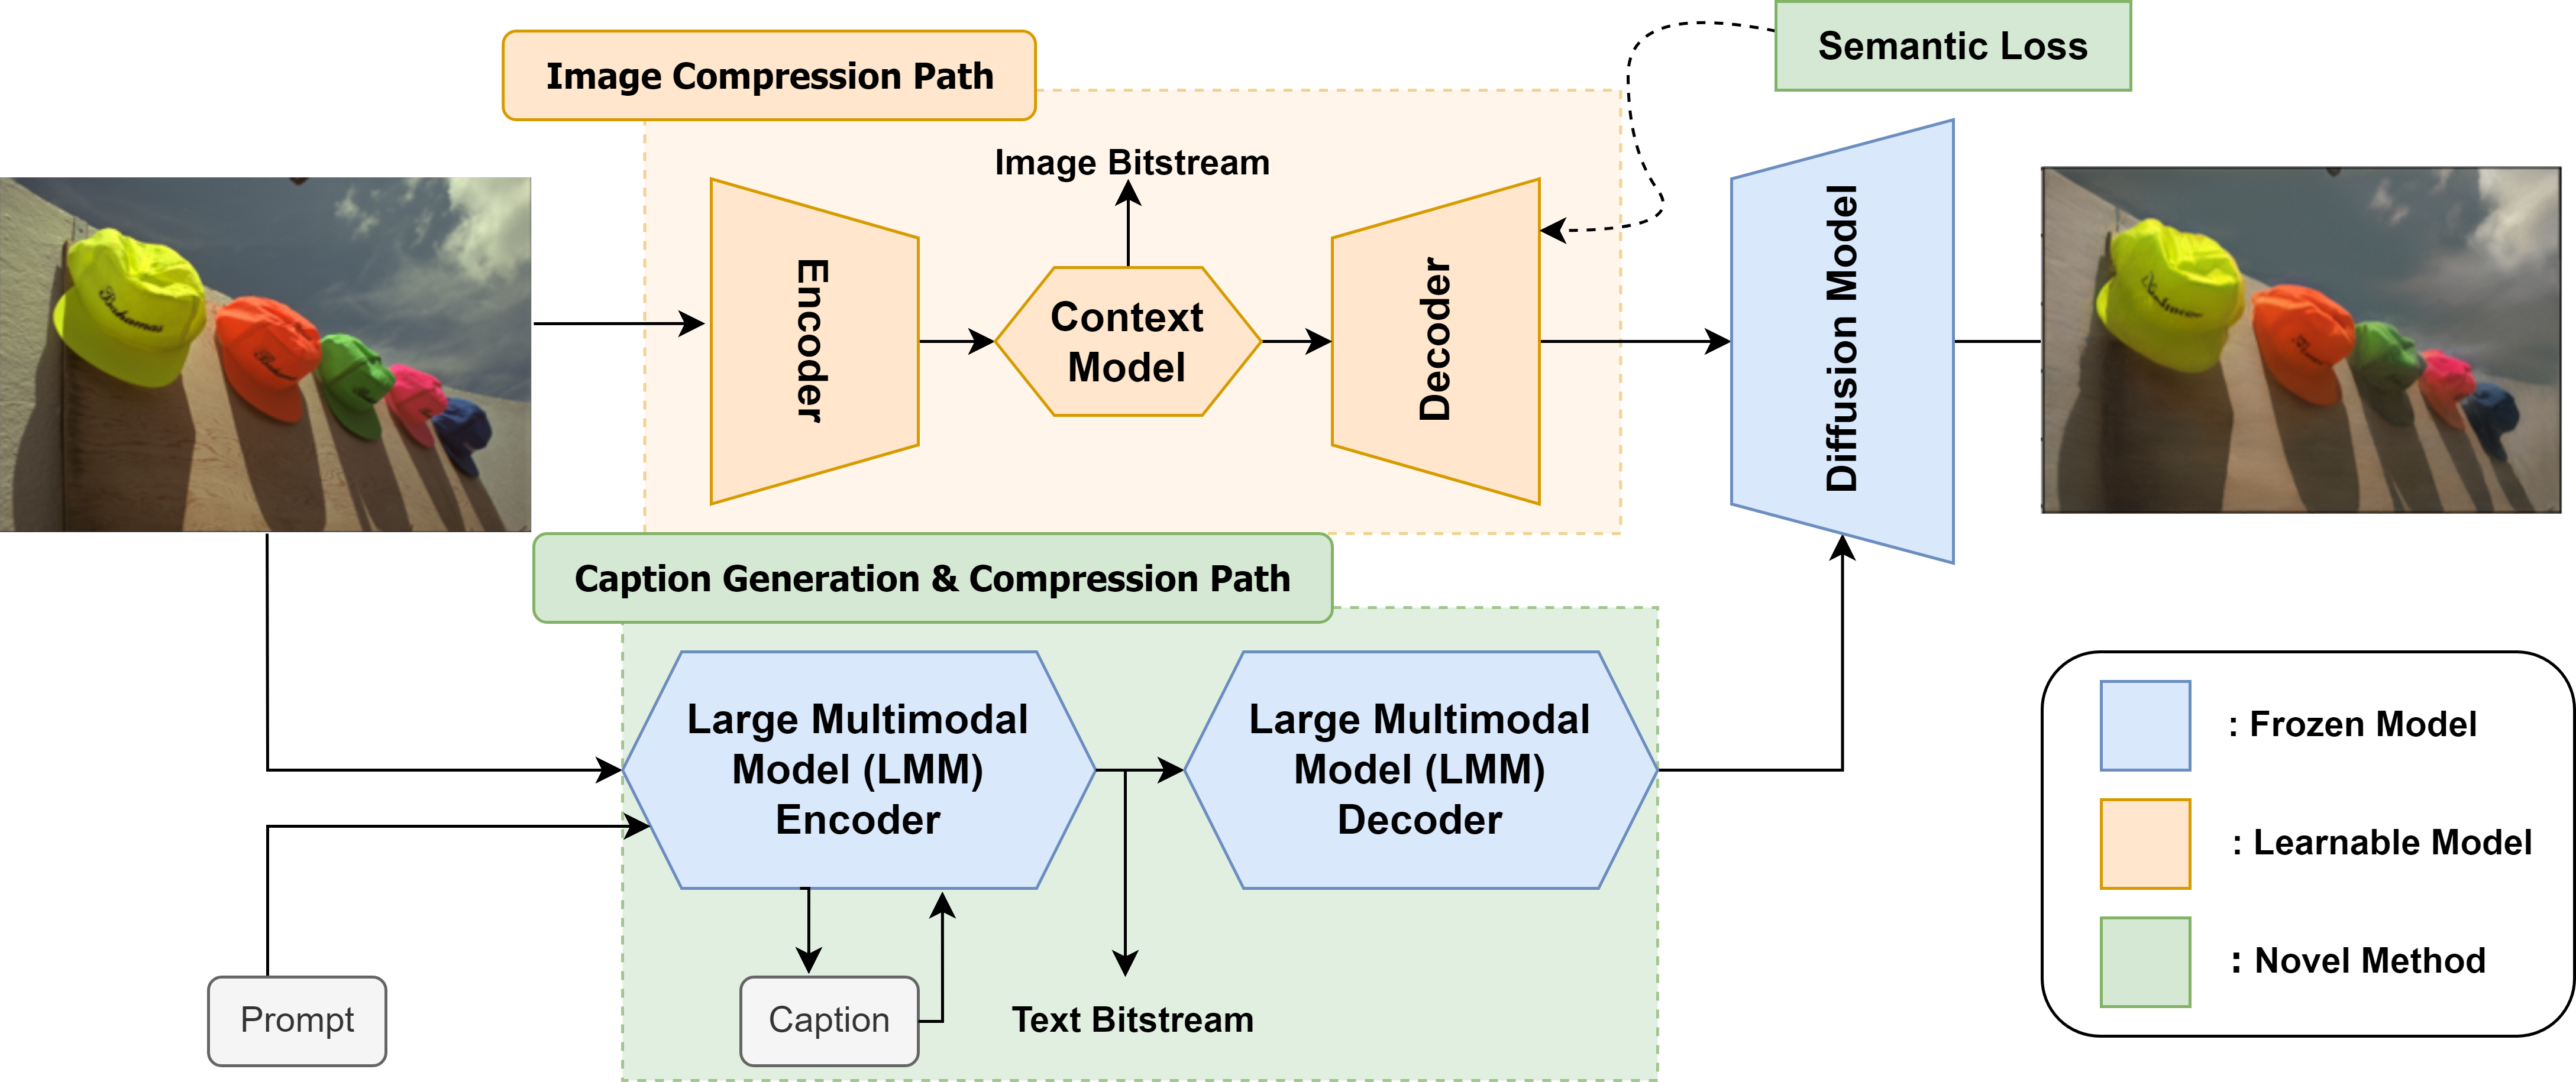 Semantic Loss
Image Compression Path
Image Bitstream
Encoder
Context
Model
Decoder
Diffusion Model
Bahamas
Caption Generation & Compression Path
Large Multimodal
Model (LMM)
Encoder
Large Multimodal
Model (LMM)
Decoder
: Frozen Model
: Learnable Model
: Novel Method
Prompt
Caption
Text Bitstream